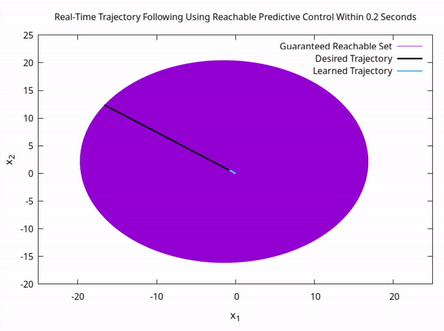 Real-Time Trajectory Following Using Reachable Predictive Control Within 0.2 Seconds
Guaranteed Reachable Set
Desired Trajectory
Learned Trajectory
25
20
15
10
5
0
-5
-10
-15
-20
x₂
-20 -10 0 10 20
x₁